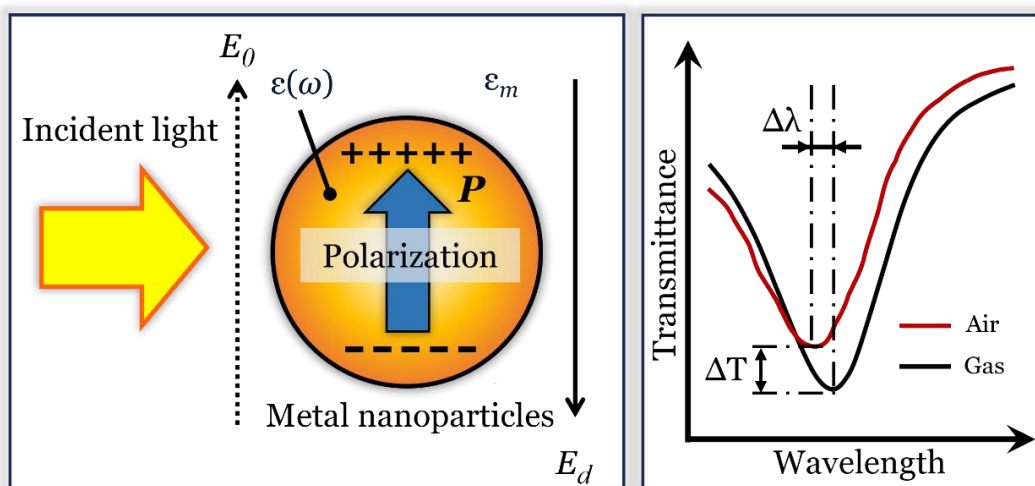 E0
ε(ω)
εm
Incident light
+++++
P
Polarization
-----
Metal nanoparticles
Ed
Transmittance
Δλ
Air
Gas
ΔT
Wavelength